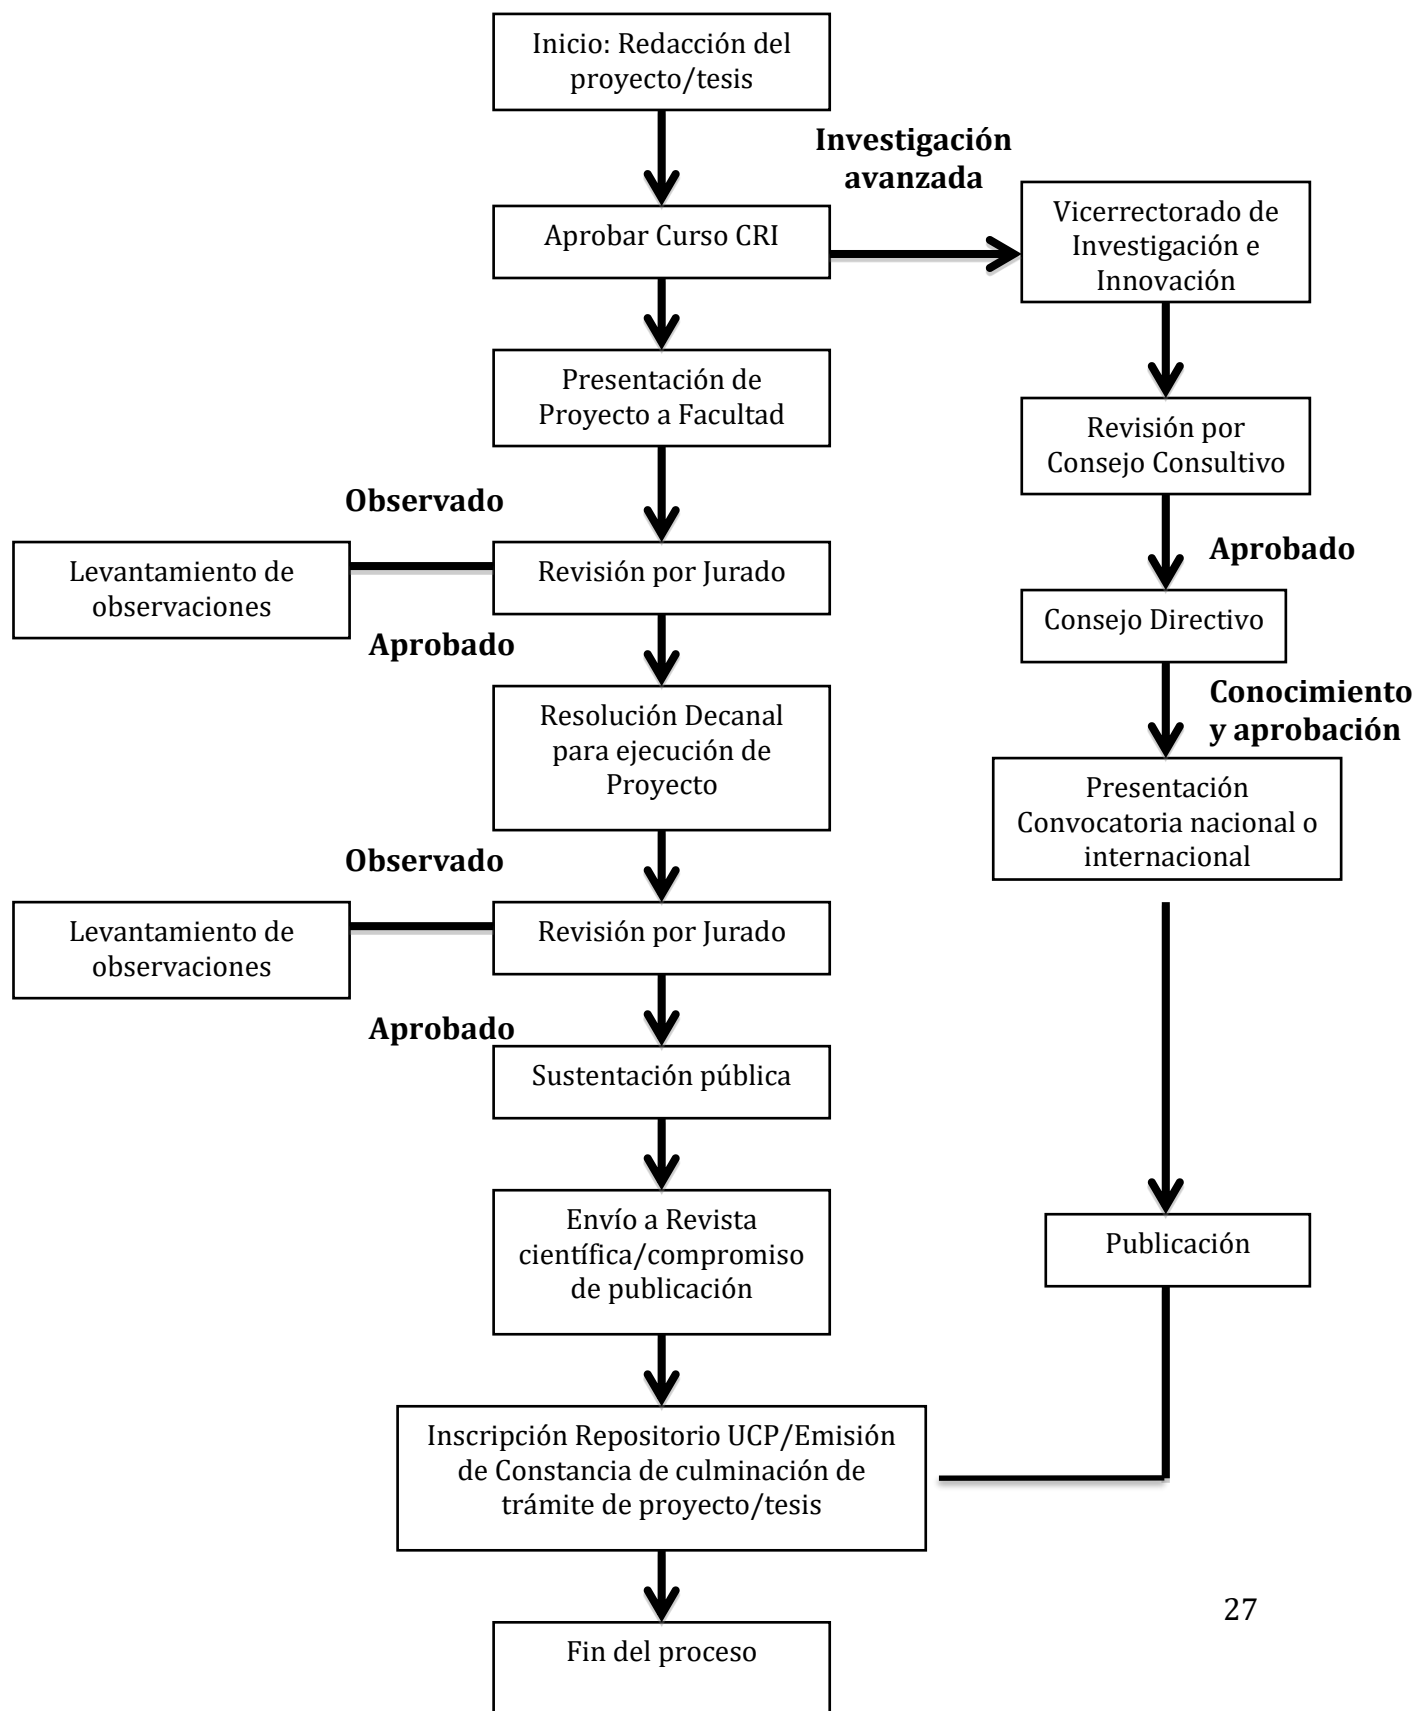 Inicio: Redacción del
proyecto/tesis
Investigación
avanzada
Aprobar Curso CRI
Vicerrectorado de
Investigación e
Innovación
Presentación de
Proyecto a Facultad
Revisión por
Consejo Consultivo
Observado
Levantamiento de
observaciones
Revisión por Jurado
Aprobado
Aprobado
Consejo Directivo
Conocimiento
y aprobación
Resolución Decanal
para ejecución de
Proyecto
Presentación
Convocatoria nacional o
internacional
Observado
Levantamiento de
observaciones
Revisión por Jurado
Aprobado
Sustentación pública
Envío a Revista
científica/compromiso
de publicación
Publicación
Inscripción Repositorio UCP/Emisión
de Constancia de culminación de
trámite de proyecto/tesis
27
Fin del proceso